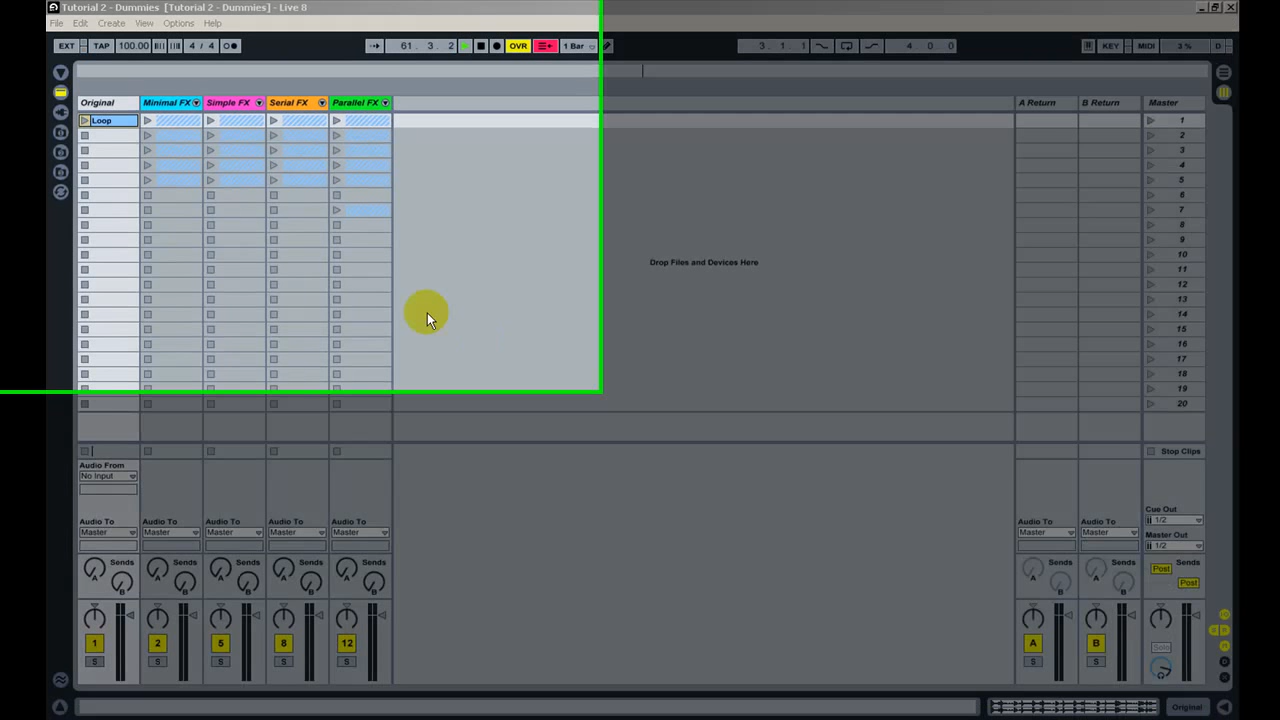 Tutorial 2 - Dummies  [Tutorial 2 - Dummies] - Live 8
File Edit Create View Options Help
EXT TAP 100.00 4 / 4 61. 3. 2 OVR 1 Bar 3. 1. 1 4. 0. 0 KEY MIDI 3 % D
Original Minimal FX Simple FX Serial FX Parallel FX A Return B Return Master
Loop 1
2
3
4
5
6
7
8
9
10
Drop Files and Devices Here
11
12
13
14
15
16
17
18
19
20
Stop Clips
Audio From
No Input
Cue Out
1/2
Audio To Audio To Audio To Audio To Audio To Audio To Audio To
Master Master Master Master Master Master Master
Master Out
1/2
Sends Sends Sends Sends Sends Sends Sends Post Sends
A A A A A A A
B B B B B B B Post
1 2 5 8 12 A B Solo
S S S S S S S
Original